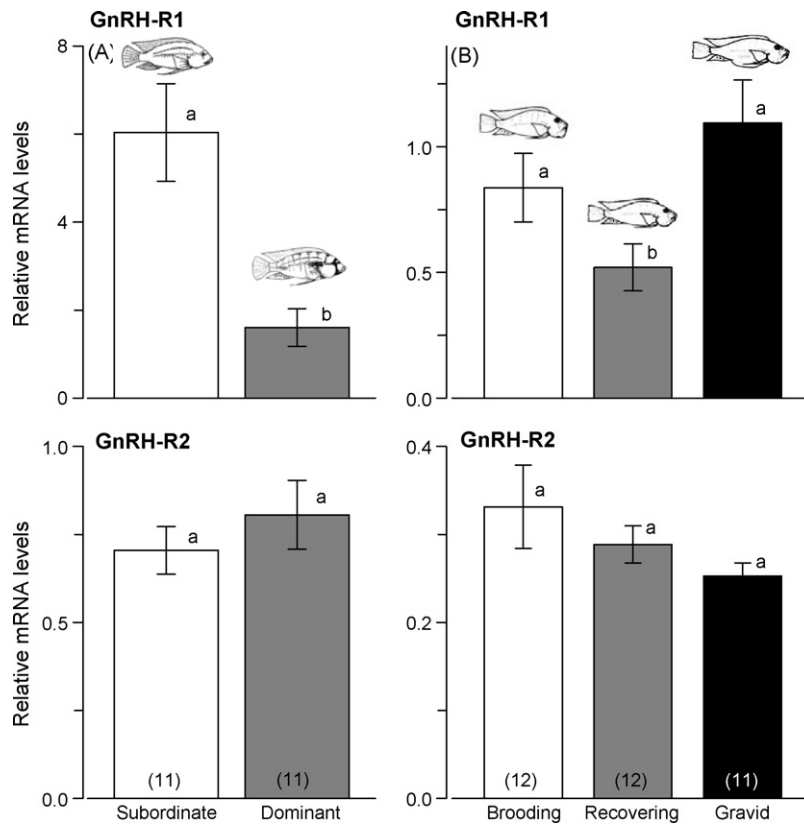 GnRH-R1
(A)
Relative mRNA levels
8
4
0
a
b
GnRH-R1
(B)
1.0
0.5
0.0
a
b
a
GnRH-R2
Relative mRNA levels
1.0
0.5
0.0
a
a
(11)
(11)
Subordinate
Dominant
GnRH-R2
0.4
0.2
0.0
a
a
a
(12)
(12)
(11)
Brooding
Recovering
Gravid